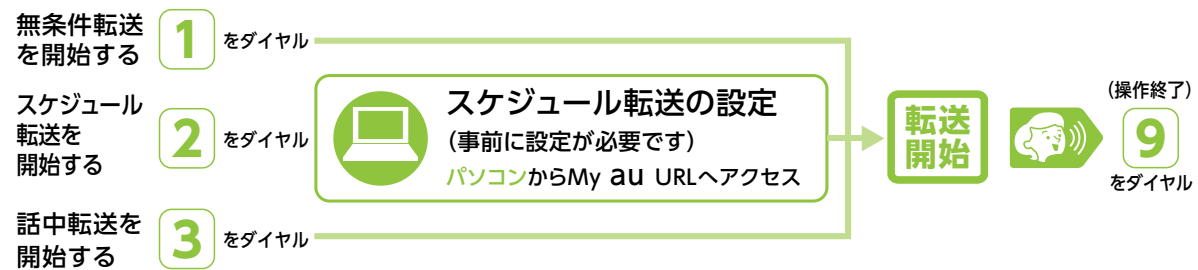 無条件転送
を開始する
1
をダイヤル
スケジュール
転送を
開始する
2
をダイヤル
スケジュール転送の設定
(事前に設定が必要です)
パソコンからMy au URLへアクセス
話中転送を
開始する
3
をダイヤル
転送
開始
(操作終了)
9
をダイヤル